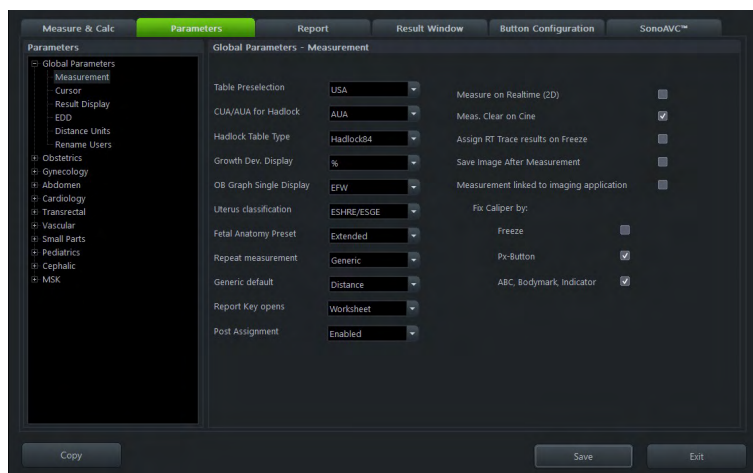 Measure & Calc
Parameters
Report
Result Window
Button Configuration
SonoAVC™
Parameters
Global Parameters
Measurement
Cursor
Result Display
EDD
Distance Units
Rename Users
Obstetrics
Gynecology
Abdomen
Cardiology
Transrectal
Vascular
Small Parts
Pediatrics
Cephalic
MSK
Global Parameters - Measurement
Table Preselection USA
CUA/AUA for Hadlock AUA
Hadlock Table Type Hadlock84
Growth Dev. Display %
OB Graph Single Display EFW
Uterus classification ESHRE/ESGE
Fetal Anatomy Preset Extended
Repeat measurement Generic
Generic default Distance
Report Key opens Worksheet
Post Assignment Enabled
Measure on Realtime (2D)
Meas. Clear on Cine
Assign RT Trace results on Freeze
Save Image After Measurement
Measurement linked to imaging application
Fix Caliper by:
Freeze
Px-Button
ABC, Bodymark, Indicator
Copy
Save
Exit